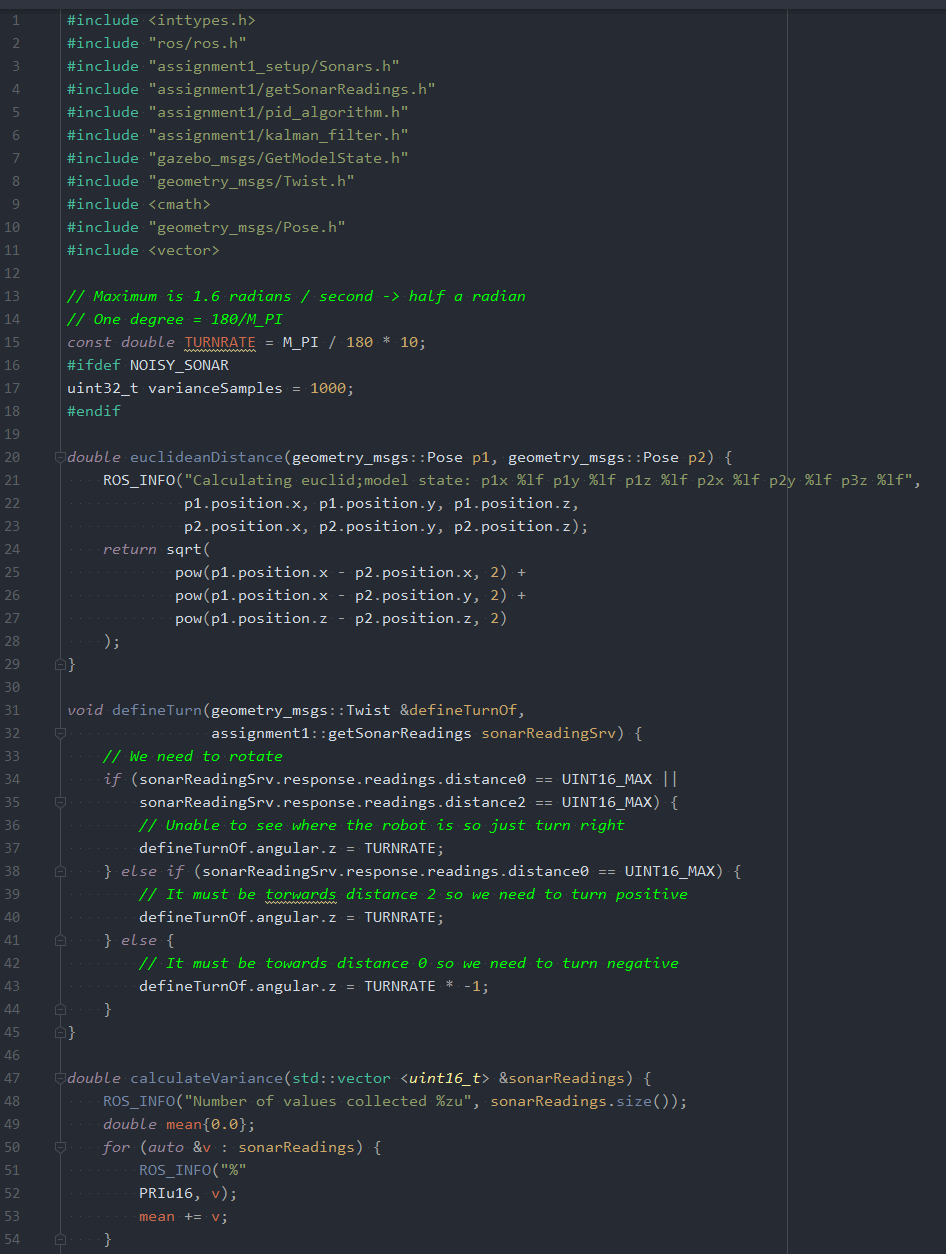 1 #include <inttypes.h>
2 #include "ros/ros.h"
3 #include "assignment1_setup/Sonars.h"
4 #include "assignment1/getSonarReadings.h"
5 #include "assignment1/pid_algorithm.h"
6 #include "assignment1/kalman_filter.h"
7 #include "gazebo_msgs/GetModelState.h"
8 #include "geometry_msgs/Twist.h"
9 #include <cmath>
10 #include "geometry_msgs/Pose.h"
11 #include <vector>
12
13 // Maximum is 1.6 radians / second -> half a radian
14 // One degree = 180/M_PI
15 const double TURNRATE = M_PI / 180 * 10;
16 #ifdef NOISY_SONAR
17 uint32_t varianceSamples = 1000;
18 #endif
19
20 double euclideanDistance(geometry_msgs::Pose p1, geometry_msgs::Pose p2) {
21     ROS_INFO("Calculating euclid;model state: p1x %lf p1y %lf p1z %lf p2x %lf p2y %lf p3z %lf",
22              p1.position.x, p1.position.y, p1.position.z,
23              p2.position.x, p2.position.y, p2.position.z);
24     return sqrt(
25             pow(p1.position.x - p2.position.x, 2) +
26             pow(p1.position.x - p2.position.y, 2) +
27             pow(p1.position.z - p2.position.z, 2)
28     );
29 }
30
31 void defineTurn(geometry_msgs::Twist &defineTurnOf,
32                 assignment1::getSonarReadings sonarReadingSrv) {
33     // We need to rotate
34     if (sonarReadingSrv.response.readings.distance0 == UINT16_MAX ||
35         sonarReadingSrv.response.readings.distance2 == UINT16_MAX) {
36         // Unable to see where the robot is so just turn right
37         defineTurnOf.angular.z = TURNRATE;
38     } else if (sonarReadingSrv.response.readings.distance0 == UINT16_MAX) {
39         // It must be torwards distance 2 so we need to turn positive
40         defineTurnOf.angular.z = TURNRATE;
41     } else {
42         // It must be towards distance 0 so we need to turn negative
43         defineTurnOf.angular.z = TURNRATE * -1;
44     }
45 }
46
47 double calculateVariance(std::vector <uint16_t> &sonarReadings) {
48     ROS_INFO("Number of values collected %zu", sonarReadings.size());
49     double mean{0.0};
50     for (auto &v : sonarReadings) {
51         ROS_INFO("%"
52         PRIu16, v);
53         mean += v;
54     }